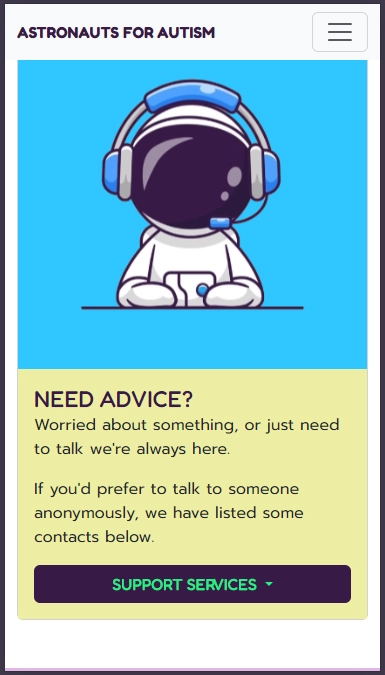 ASTRONAUTS FOR AUTISM
NEED ADVICE?
Worried about something, or just need
to talk we're always here.
If you'd prefer to talk to someone
anonymously, we have listed some
contacts below.
SUPPORT SERVICES